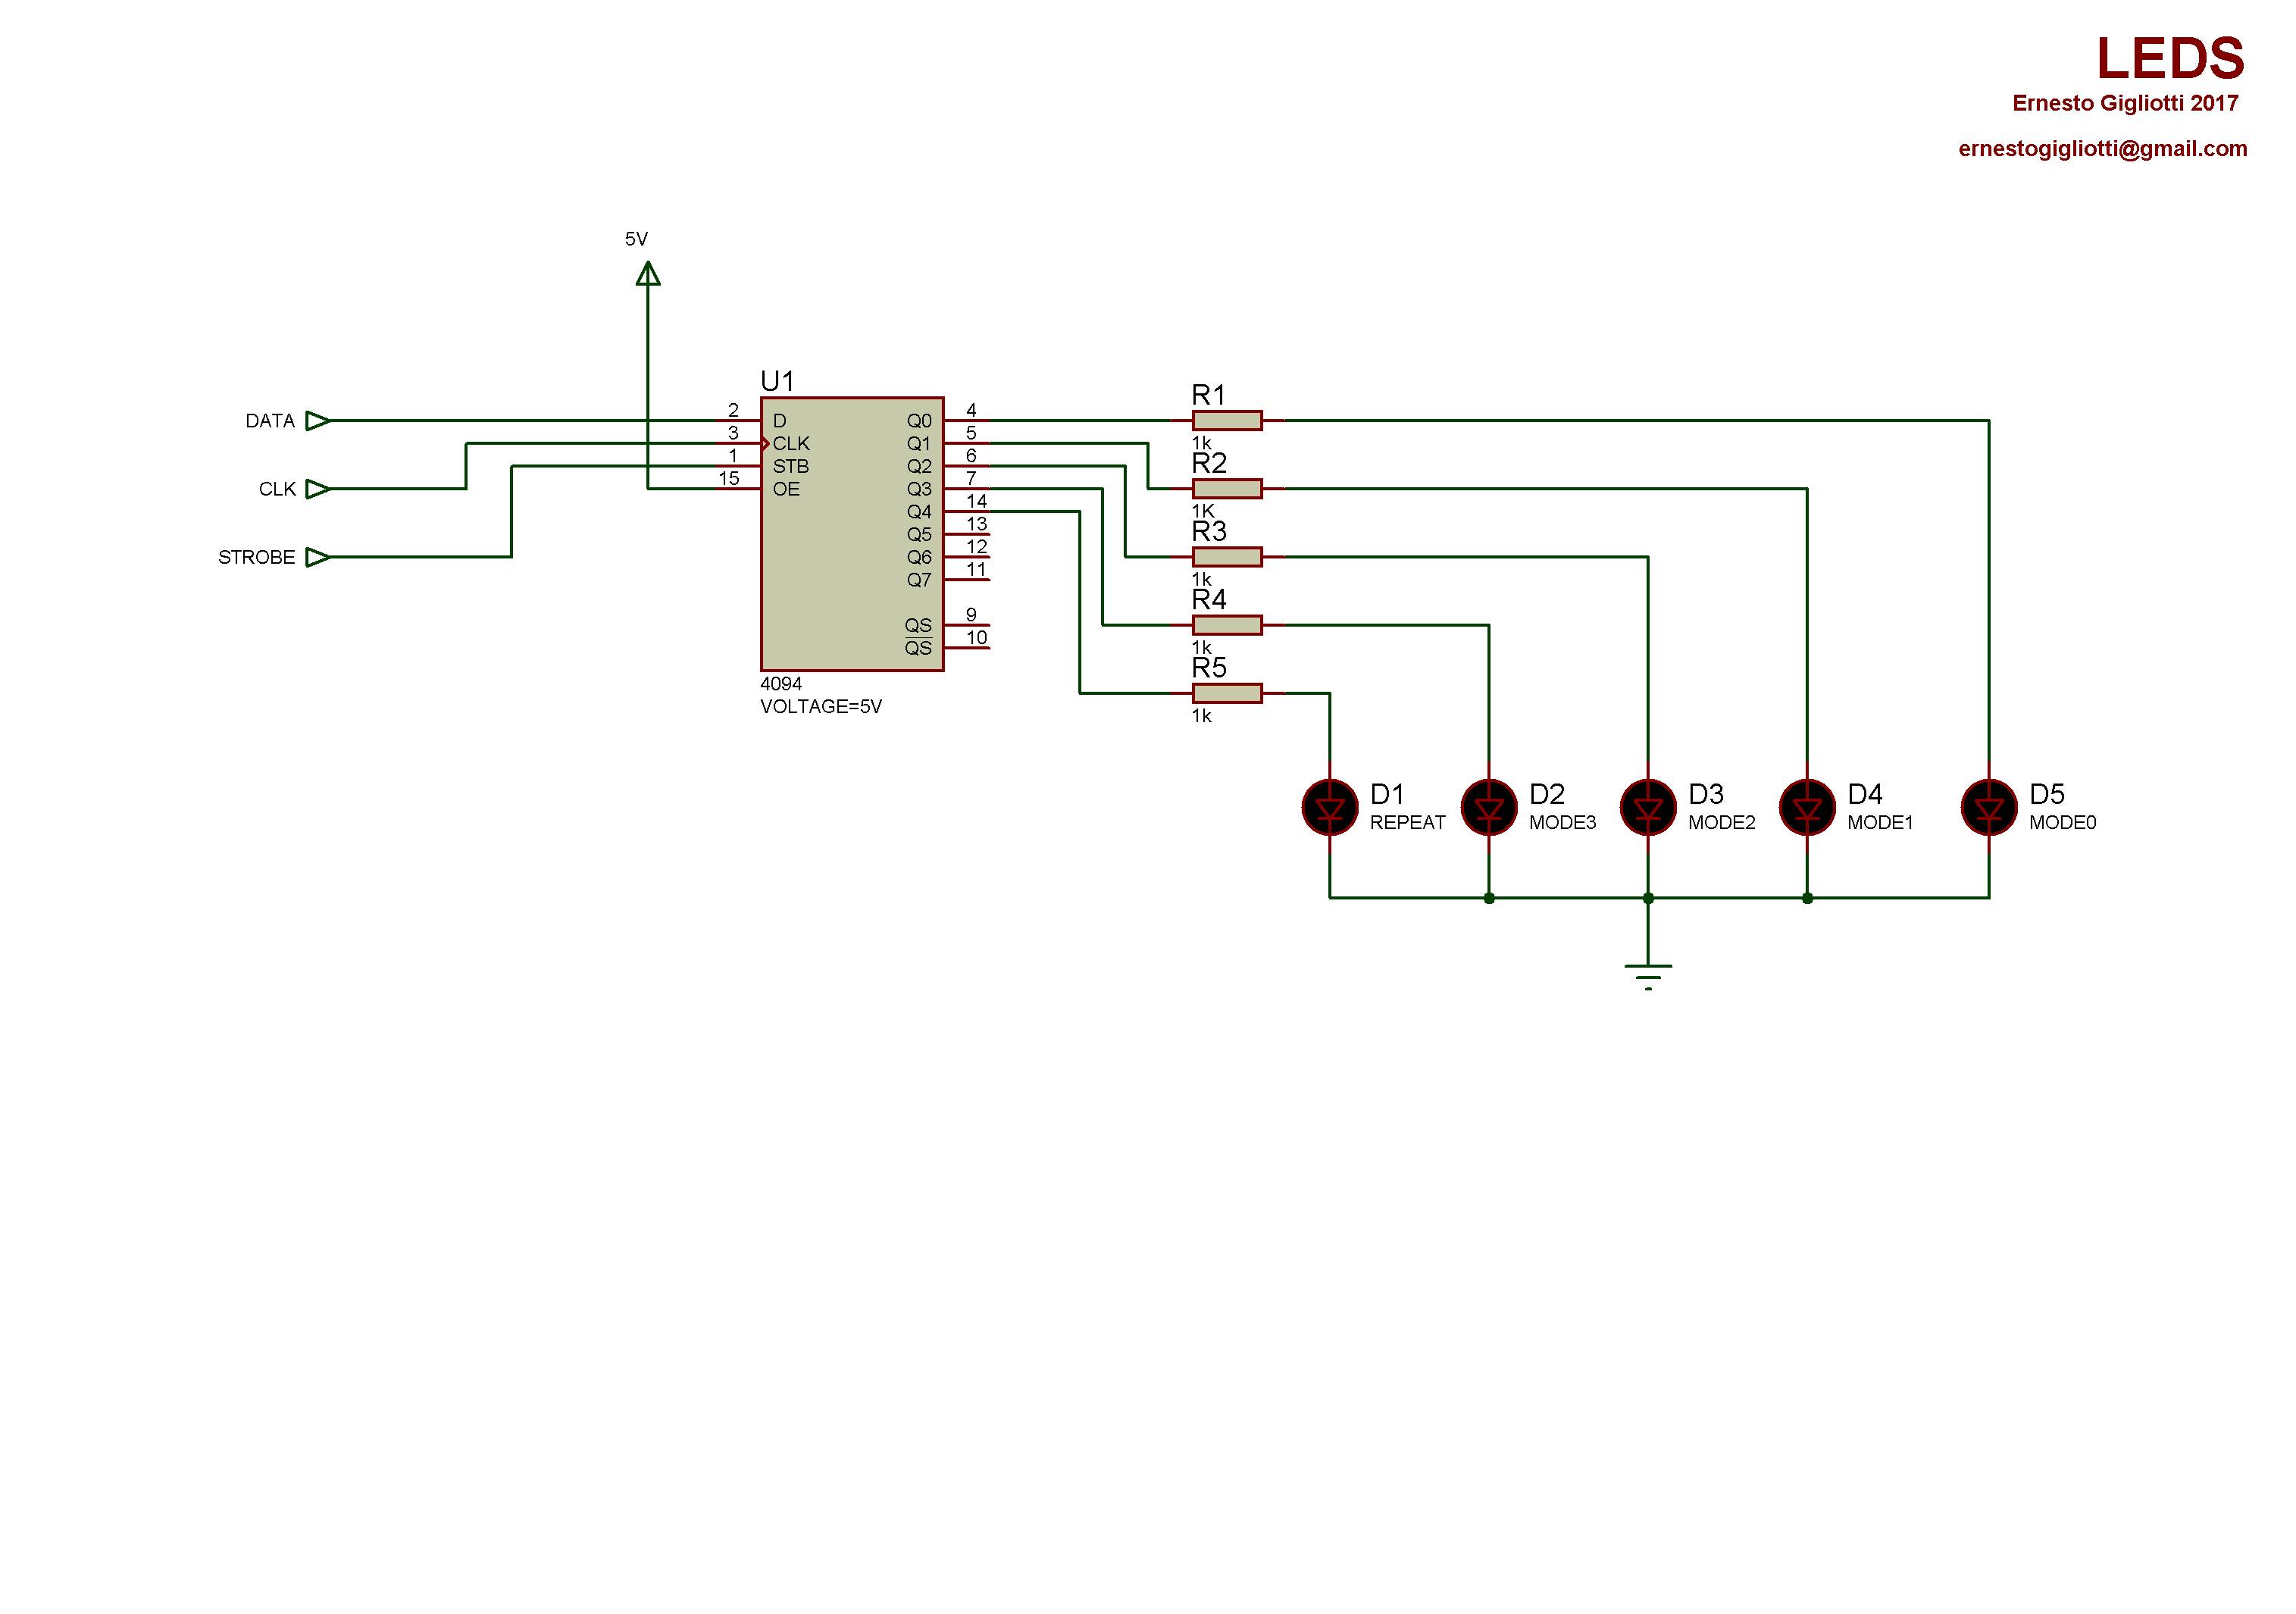 LEDS
Ernesto Gigliotti 2017
ernestogigliotti@gmail.com
5V
U1
DATA
CLK
STROBE
2
3
1
15
D
CLK
STB
OE
Q0
Q1
Q2
Q3
Q4
Q5
Q6
Q7
QS
QS
4
5
6
7
14
13
12
11
9
10
4094
VOLTAGE=5V
R1
1k
R2
1K
R3
1k
R4
1k
R5
1k
D1
REPEAT
D2
MODE3
D3
MODE2
D4
MODE1
D5
MODE0